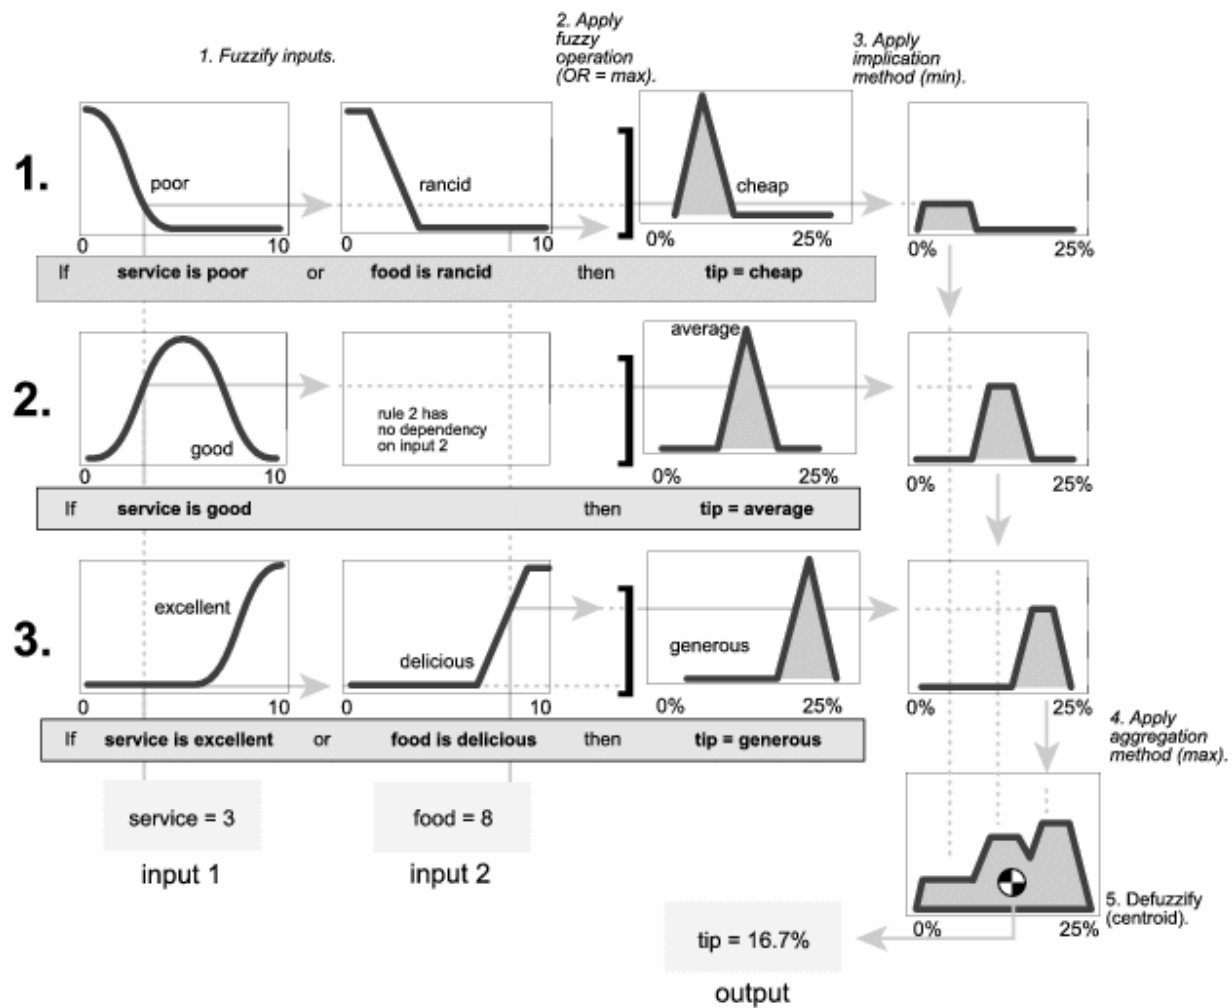 1. Fuzzify inputs.
2. Apply
fuzzy
operation
(OR = max).
3. Apply
implication
method (min).
1.
poor
rancid
cheap
0
10
0
10
0%
25%
0%
25%
If service is poor or food is rancid then tip = cheap
2.
good
rule 2 has
no dependency
on input 2
average
0
10
0%
25%
0%
25%
If service is good then tip = average
3.
excellent
delicious
generous
0
10
0
10
0%
25%
0%
25%
If service is excellent or food is delicious then tip = generous
4. Apply
aggregation
method (max).
service = 3
food = 8
input 1
input 2
0%
25%
5. Defuzzify
(centroid).
tip = 16.7%
output